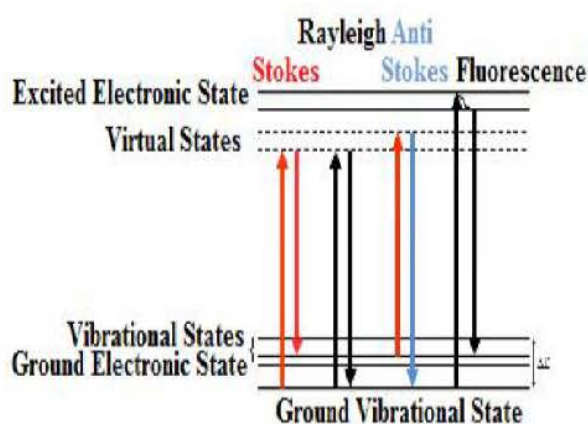 Rayleigh Anti
Stokes Stokes Fluorescence
Excited Electronic State
Virtual States
Vibrational States
Ground Electronic State
Ground Vibrational State